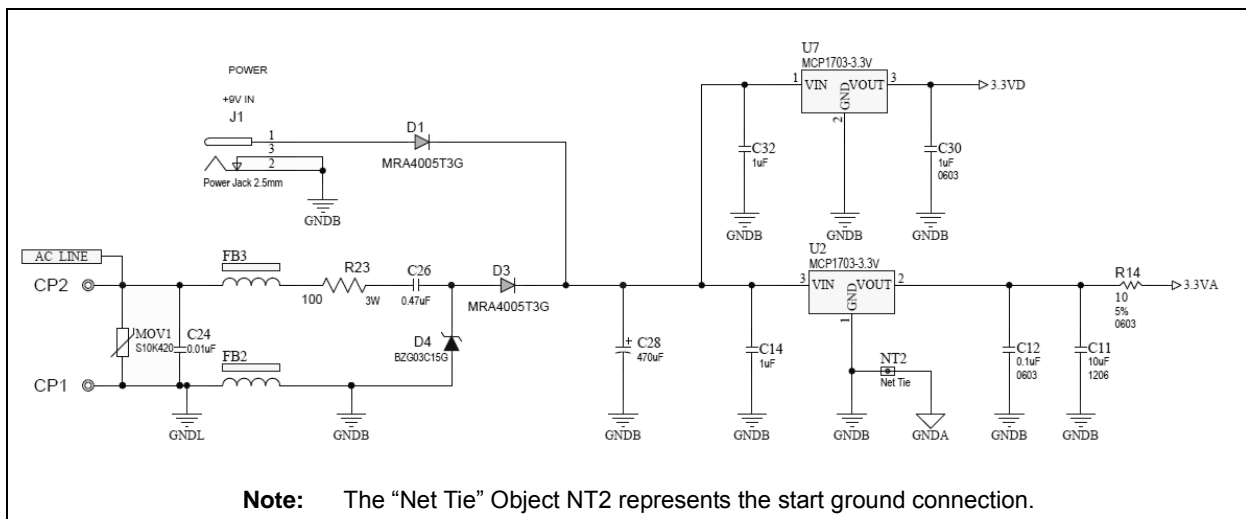 POWER
+9V IN
J1
1
3
2
Power Jack 2.5mm
GNDB
D1
MRA4005T3G
U7
MCP1703-3.3V
1
VIN
VOUT
3
GND
2
3.3VD
C32
1uF
C30
1uF
0603
GNDB
GNDB
GNDB
AC LINE
CP2
FB3
R23
100
3W
C26
0.47uF
D3
MRA4005T3G
U2
MCP1703-3.3V
3
VIN
VOUT
2
GND
1
R14
10
5%
0603
3.3VA
MOV1
S10K420
C24
0.01uF
FB2
D4
BZG03C15G
C28
470uF
C14
1uF
NT2
Net Tie
C12
0.1uF
0603
C11
10uF
1206
CP1
GNDL
GNDB
GNDB
GNDB
GNDB
GNDA
GNDB
GNDB
Note: The “Net Tie” Object NT2 represents the start ground connection.